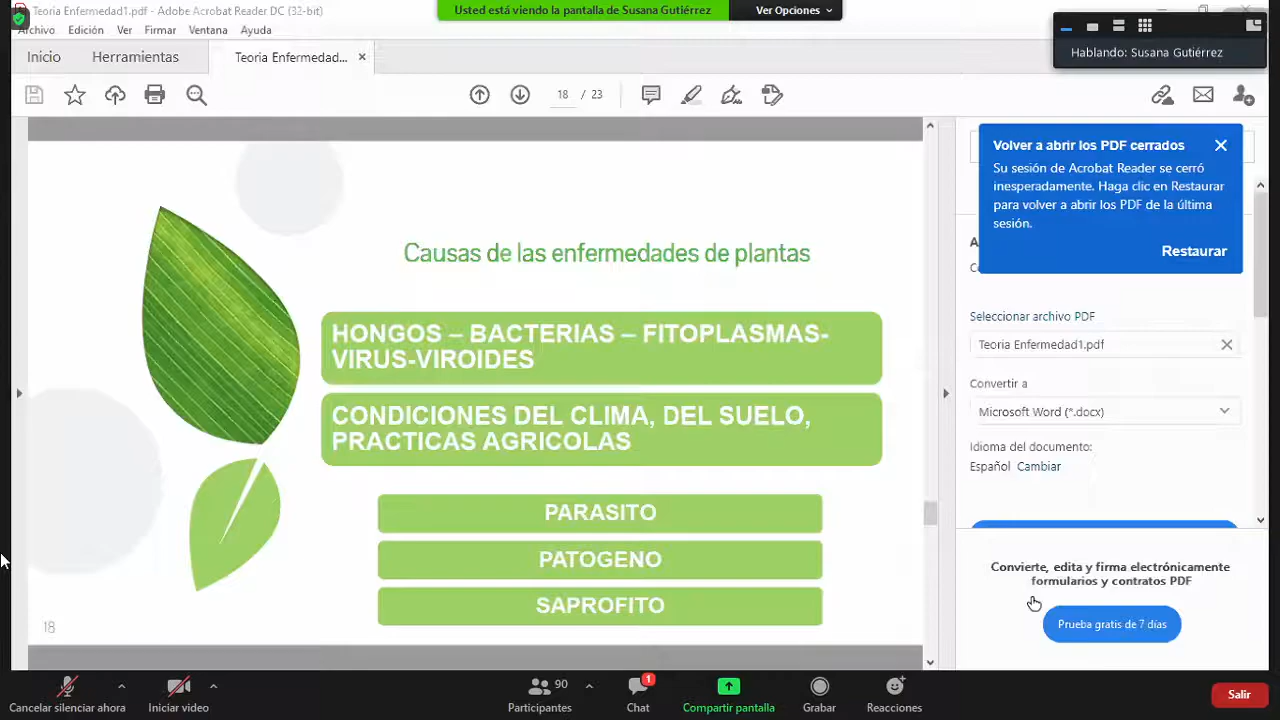 Teoria Enfermedad1.pdf - Adobe Acrobat Reader DC (32-bit)
Usted está viendo la pantalla de Susana Gutiérrez
Ver Opciones
Archivo Edición Ver Firmar Ventana Ayuda
Hablando: Susana Gutiérrez
Inicio Herramientas Teoria Enfermedad...
18 / 23
Volver a abrir los PDF cerrados
Su sesión de Acrobat Reader se cerró
inesperadamente. Haga clic en Restaurar
para volver a abrir los PDF de la última
sesión.
Restaurar
Causas de las enfermedades de plantas
HONGOS – BACTERIAS – FITOPLASMAS-
VIRUS-VIROIDES
CONDICIONES DEL CLIMA, DEL SUELO,
PRACTICAS AGRICOLAS
PARASITO
PATOGENO
SAPROFITO
18
Seleccionar archivo PDF
Teoria Enfermedad1.pdf
Convertir a
Microsoft Word (*.docx)
Idioma del documento:
Español Cambiar
Convierte, edita y firma electrónicamente
formularios y contratos PDF
Prueba gratis de 7 días
Cancelar silenciar ahora
Iniciar video
90
Participantes
1
Chat
Compartir pantalla
Grabar
Reacciones
Salir